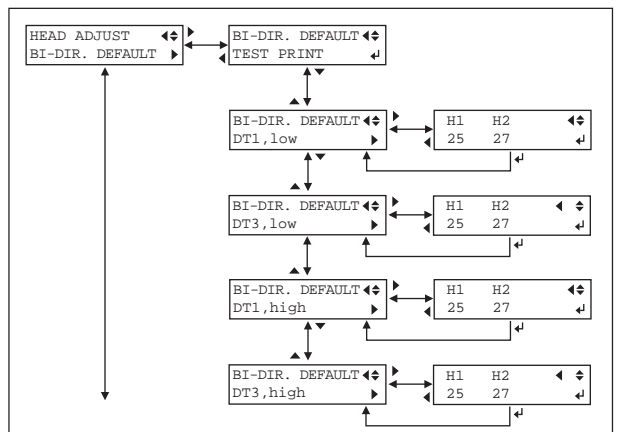 HEAD ADJUST
BI-DIR. DEFAULT
BI-DIR. DEFAULT
TEST PRINT
BI-DIR. DEFAULT
DT1,low
H1 H2
25 27
BI-DIR. DEFAULT
DT3,low
H1 H2
25 27
BI-DIR. DEFAULT
DT1,high
H1 H2
25 27
BI-DIR. DEFAULT
DT3,high
H1 H2
25 27